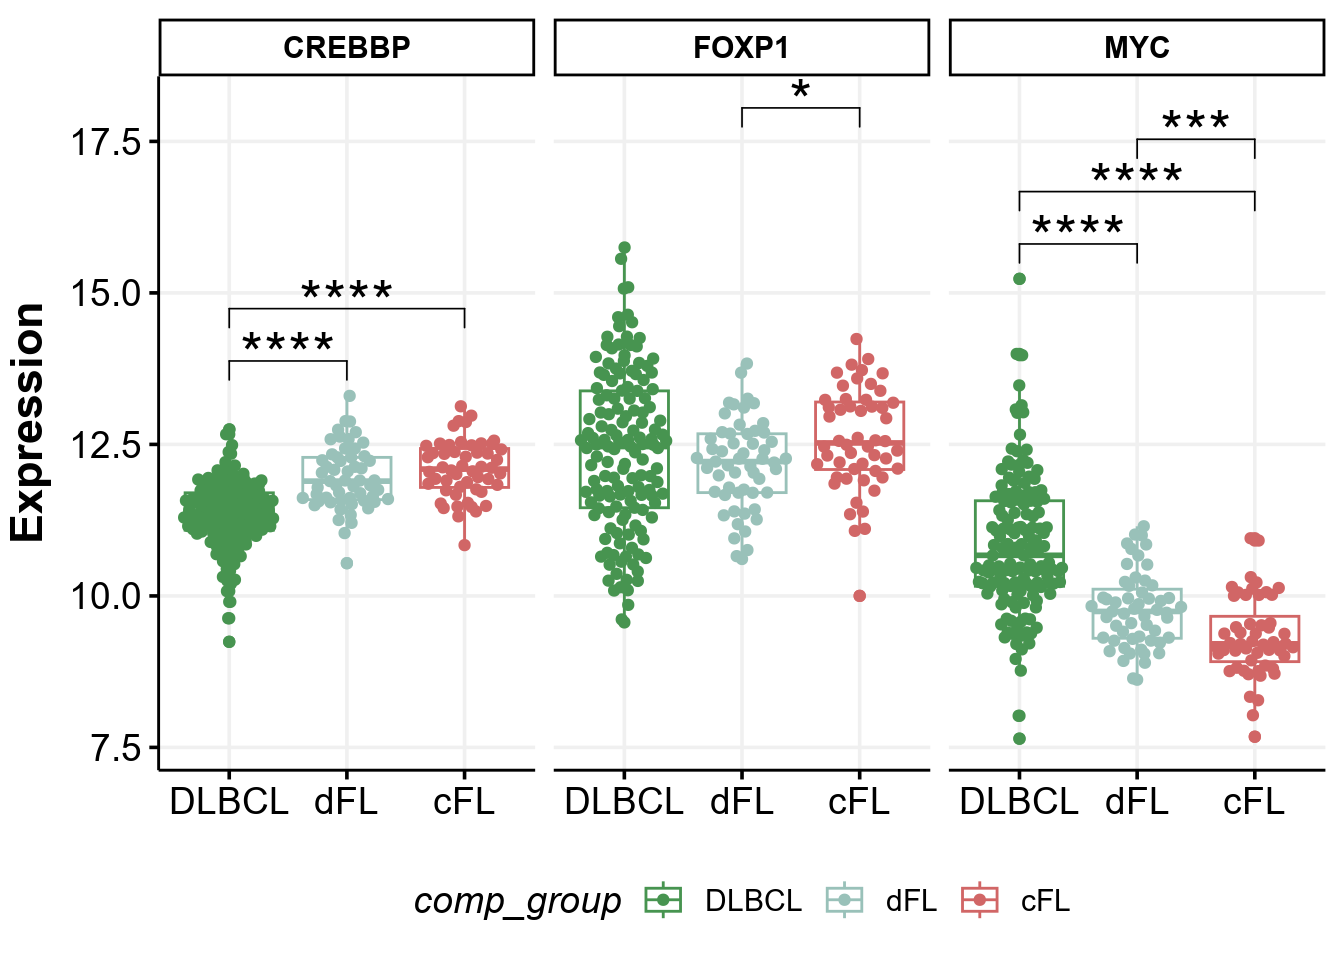 CREBBP FOXP1 MYC
*
17.5
***
****
****
15.0
****
****
12.5
10.0
7.5
Expression
DLBCL dFL cFL DLBCL dFL cFL DLBCL dFL cFL
comp_group DLBCL dFL cFL